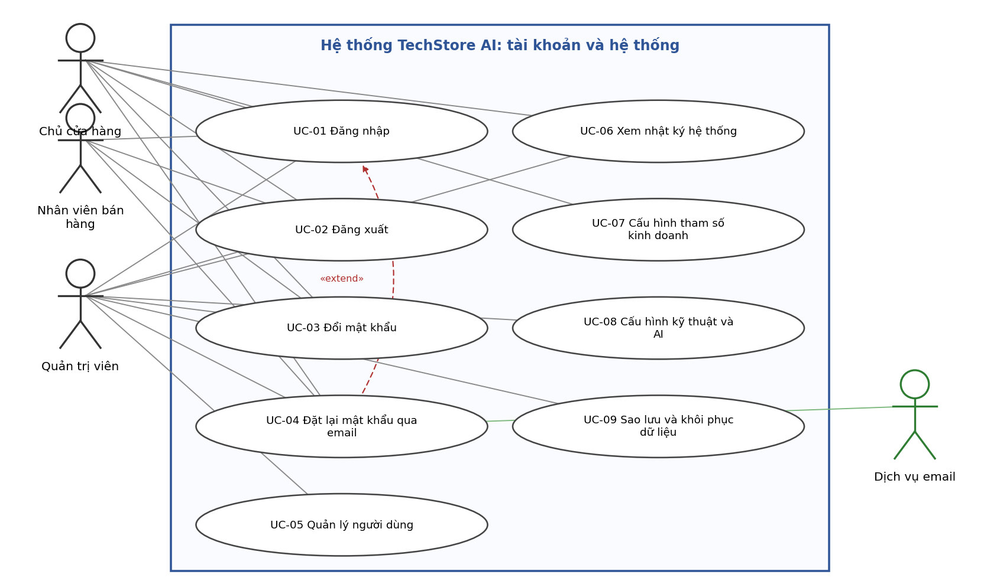 Hệ thống TechStore AI: tài khoản và hệ thống
Chủ cửa hàng
Nhân viên bán
hàng
Quản trị viên
UC-01 Đăng nhập
UC-02 Đăng xuất
«extend»
UC-03 Đổi mật khẩu
UC-04 Đặt lại mật khẩu qua
email
UC-05 Quản lý người dùng
UC-06 Xem nhật ký hệ thống
UC-07 Cấu hình tham số
kinh doanh
UC-08 Cấu hình kỹ thuật và
AI
UC-09 Sao lưu và khôi phục
dữ liệu
Dịch vụ email